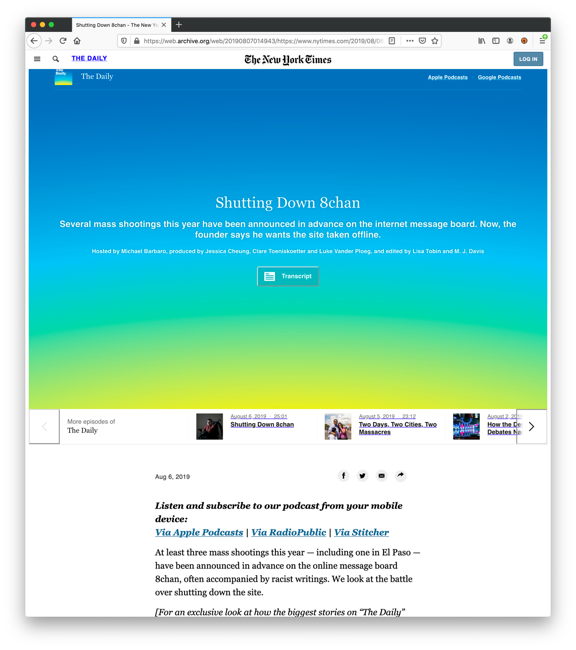 Shutting Down 8chan - The New Yo
https://web.archive.org/web/20190807014943/https://www.nytimes.com/2019/08/0
THE DAILY
The New York Times
LOG IN
The Daily
Apple Podcasts
Google Podcasts
Shutting Down 8chan
Several mass shootings this year have been announced in advance on the internet message board. Now, the
founder says he wants the site taken offline.
Hosted by Michael Barbaro, produced by Jessica Cheung, Clare Toeniskoetter and Luke Vander Ploeg, and edited by Lisa Tobin and M. J. Davis
Transcript
More episodes of
The Daily
August 6, 2019 25:01
Shutting Down 8chan
August 5, 2019 23:12
Two Days, Two Cities, Two
Massacres
August 2, 201
How the De
Debates Na
Aug 6, 2019
Listen and subscribe to our podcast from your mobile
device:
Via Apple Podcasts | Via RadioPublic | Via Stitcher
At least three mass shootings this year — including one in El Paso —
have been announced in advance on the online message board
8chan, often accompanied by racist writings. We look at the battle
over shutting down the site.
[For an exclusive look at how the biggest stories on “The Daily”